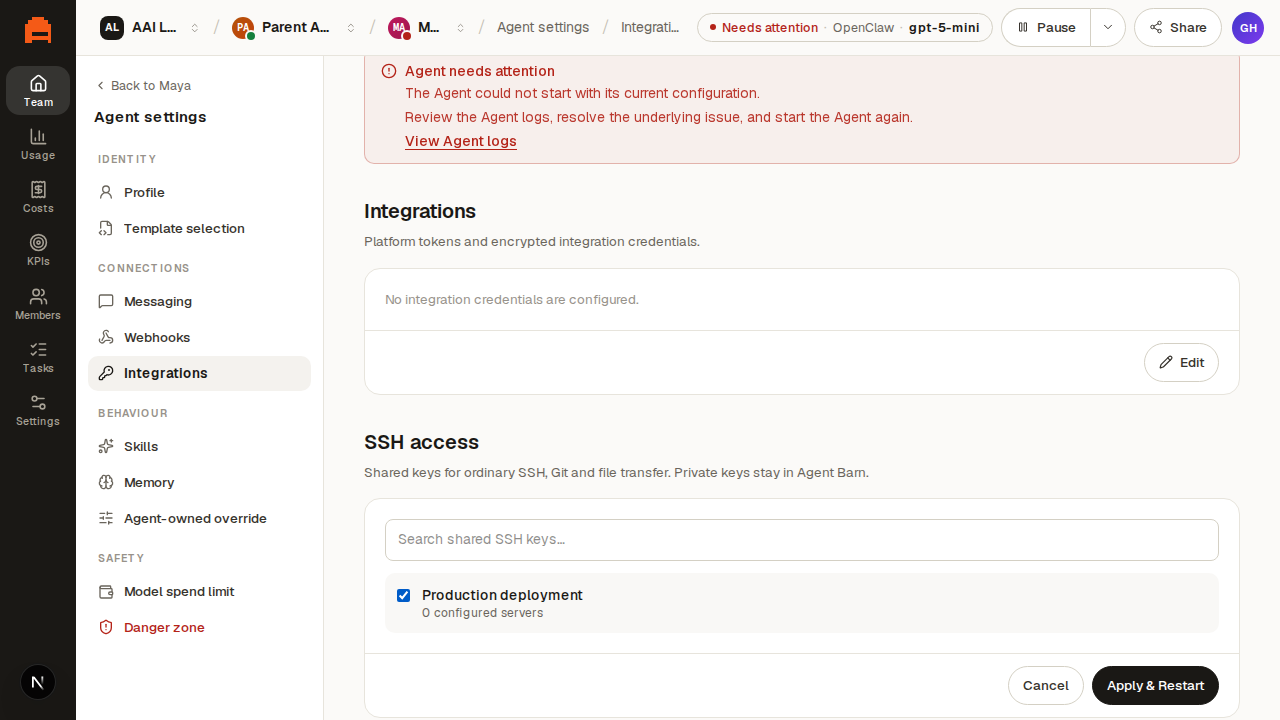 AL
AAI L...
/
PA
Parent A...
/
MA
M...
/
Agent settings
/
Integrati...
Needs attention · OpenClaw · gpt-5-mini
Pause
Share
GH
Team
Usage
Costs
KPIs
Members
Tasks
Settings
N
Back to Maya
Agent settings
IDENTITY
Profile
Template selection
CONNECTIONS
Messaging
Webhooks
Integrations
BEHAVIOUR
Skills
Memory
Agent-owned override
SAFETY
Model spend limit
Danger zone
Agent needs attention
The Agent could not start with its current configuration.
Review the Agent logs, resolve the underlying issue, and start the Agent again.
View Agent logs
Integrations
Platform tokens and encrypted integration credentials.
No integration credentials are configured.
Edit
SSH access
Shared keys for ordinary SSH, Git and file transfer. Private keys stay in Agent Barn.
Search shared SSH keys...
Production deployment
0 configured servers
Cancel
Apply & Restart